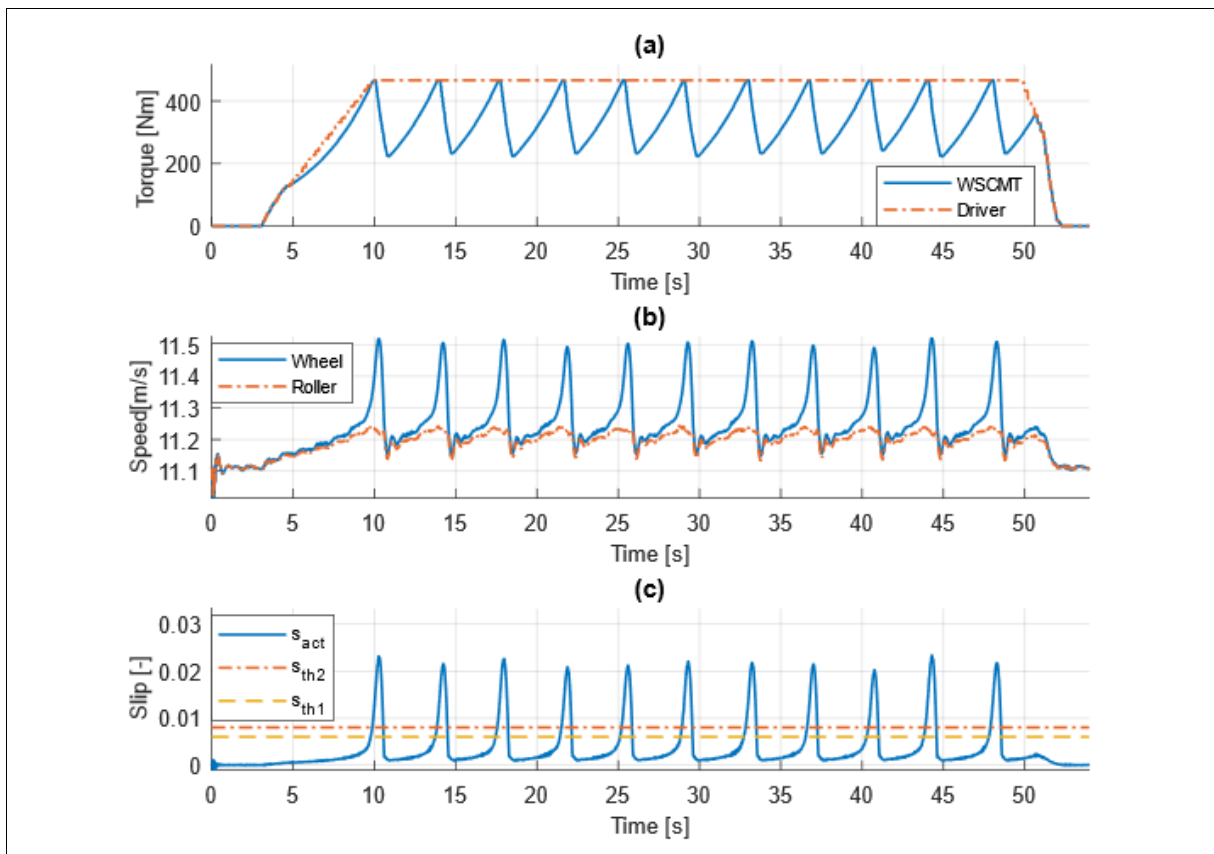 (a)
Torque [Nm]
400
200
0
WSCMT
Driver
0 5 10 15 20 25 30 35 40 45 50
Time [s]
(b)
Speed[m/s]
11.5
11.4
11.3
11.2
11.1
Wheel
Roller
0 5 10 15 20 25 30 35 40 45 50
Time [s]
(c)
Slip [-]
0.03
0.02
0.01
0
s_act
s_th2
s_th1
0 5 10 15 20 25 30 35 40 45 50
Time [s]